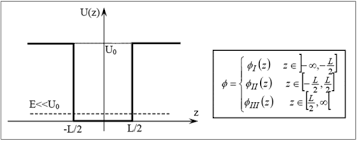 U(z)
U₀
E<<U₀
z
-L/2
L/2
ϕ = { ϕ_I(z) z ∈ ]-∞, -L/2]
ϕ_II(z) z ∈ [-L/2, L/2]
ϕ_III(z) z ∈ [L/2, ∞[